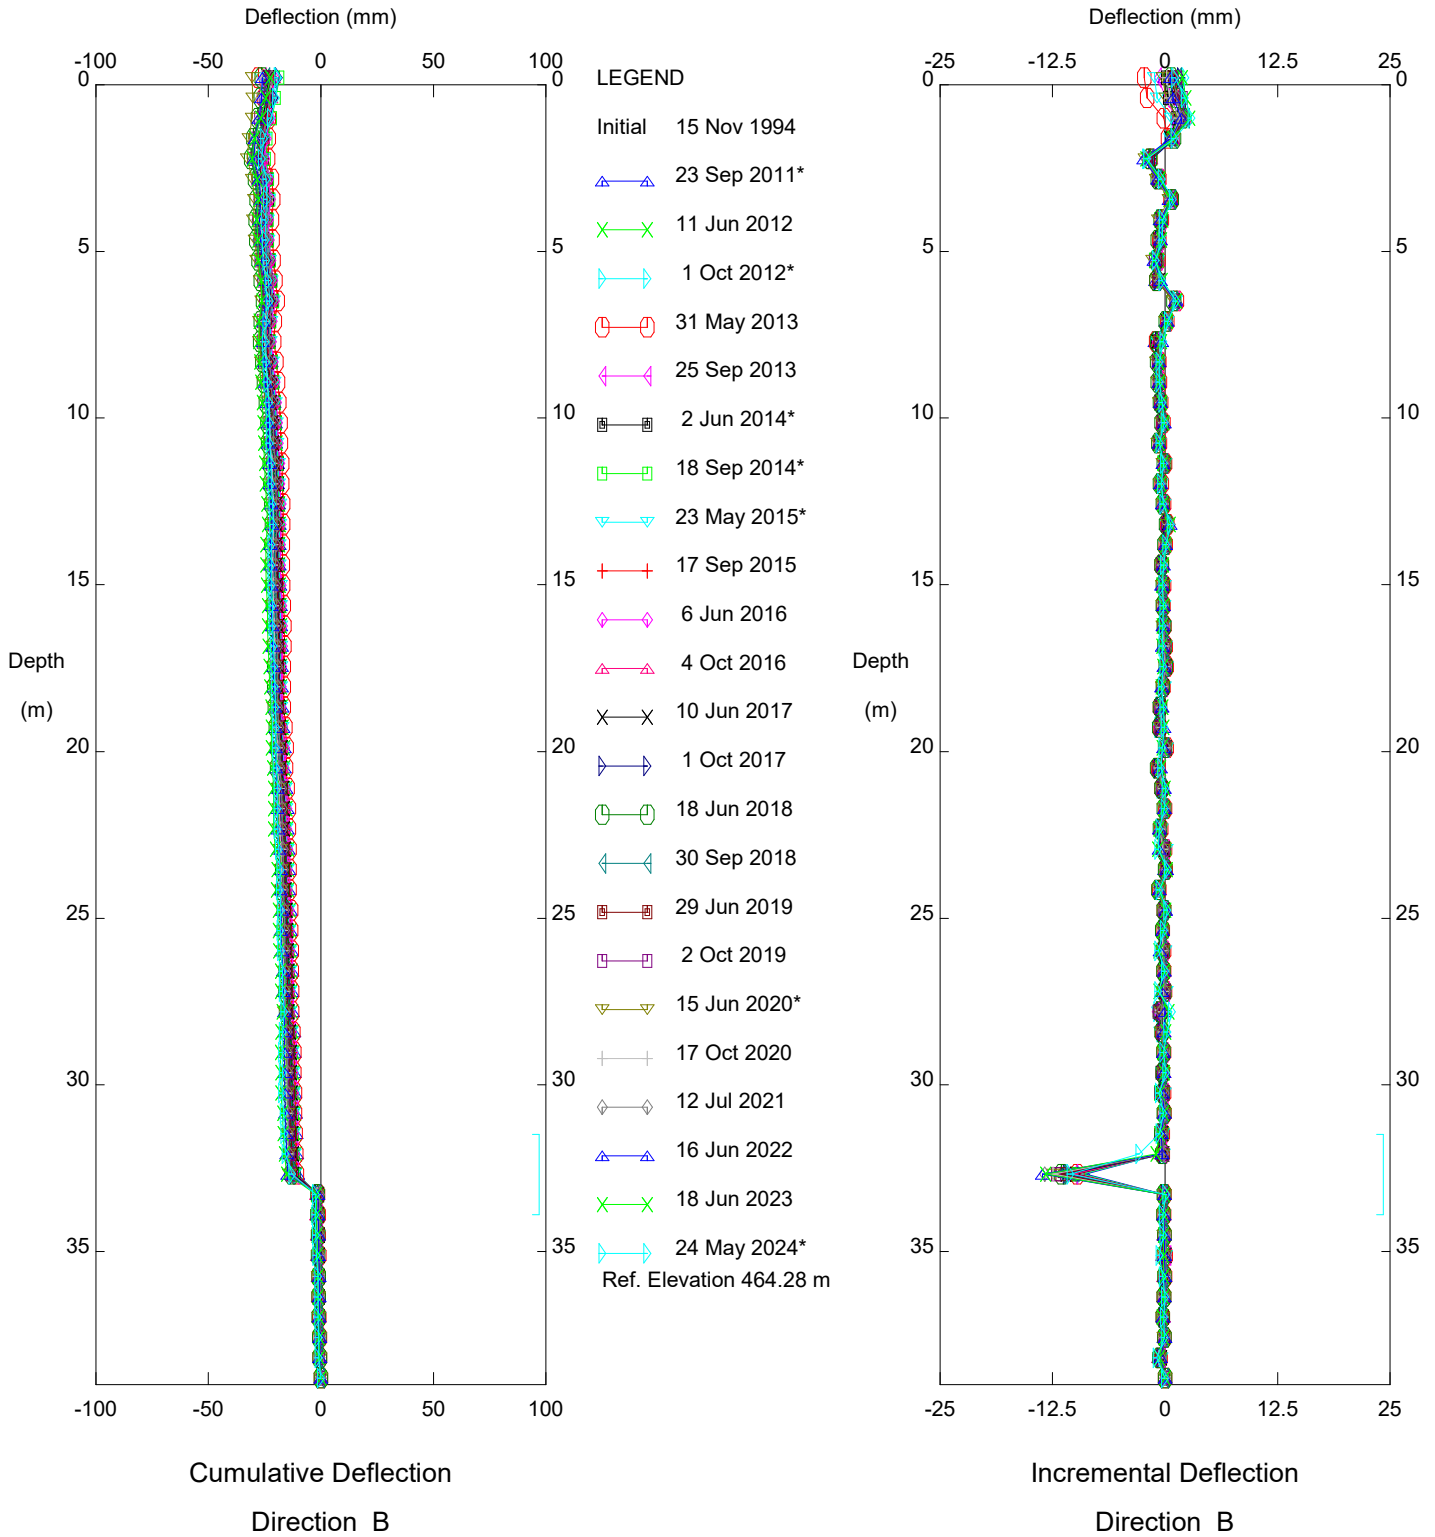 Deflection (mm)
-100 -50 0 50 100
0 0
5 5
10 10
15 15
Depth
(m)
20 20
25 25
30 30
35 35
-100 -50 0 50 100
Cumulative Deflection
Direction B
LEGEND
Initial 15 Nov 1994
23 Sep 2011*
11 Jun 2012
1 Oct 2012*
31 May 2013
25 Sep 2013
2 Jun 2014*
18 Sep 2014*
23 May 2015*
17 Sep 2015
6 Jun 2016
4 Oct 2016
10 Jun 2017
1 Oct 2017
18 Jun 2018
30 Sep 2018
29 Jun 2019
2 Oct 2019
15 Jun 2020*
17 Oct 2020
12 Jul 2021
16 Jun 2022
18 Jun 2023
24 May 2024*
Ref. Elevation 464.28 m
Deflection (mm)
-25 -12.5 0 12.5 25
0 0
5 5
10 10
15 15
Depth
(m)
20 20
25 25
30 30
35 35
-25 -12.5 0 12.5 25
Incremental Deflection
Direction B